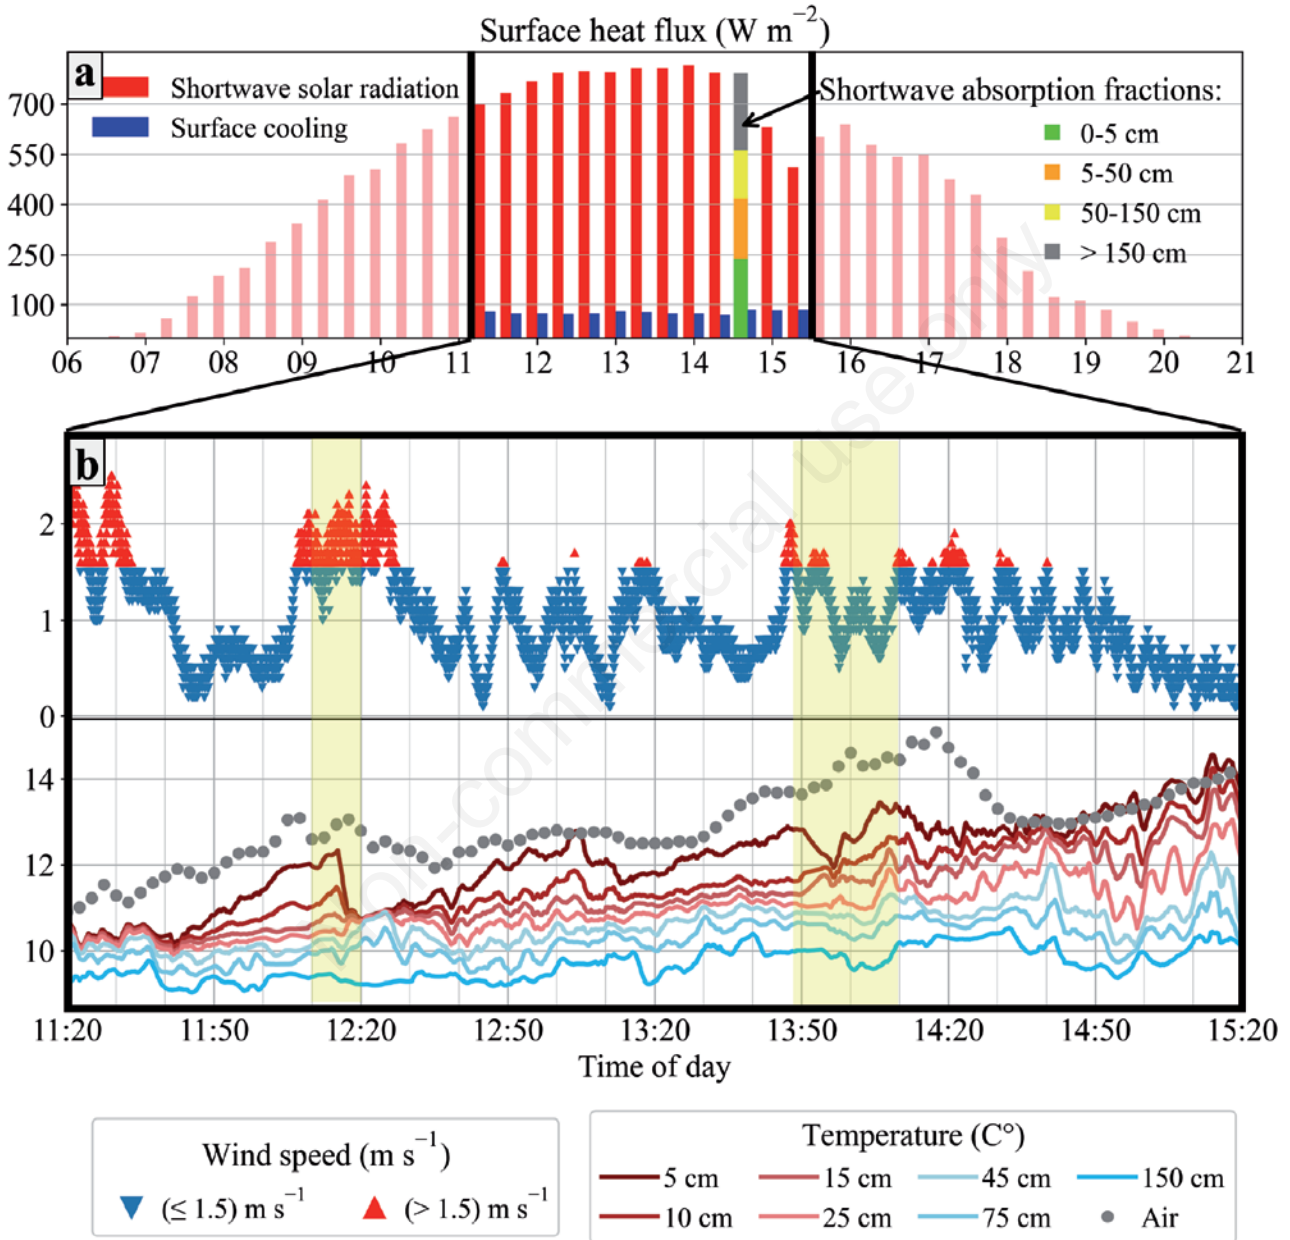 Surface heat flux (W m⁻²)
a
Shortwave solar radiation
Surface cooling
Shortwave absorption fractions:
0-5 cm
5-50 cm
50-150 cm
> 150 cm
700
550
400
250
100
06 07 08 09 10 11 12 13 14 15 16 17 18 19 20 21
non-commercial use only
b
2
1
0
14
12
10
11:20 11:50 12:20 12:50 13:20 13:50 14:20 14:50 15:20
Time of day
Wind speed (m s⁻¹)
(≤ 1.5) m s⁻¹ (> 1.5) m s⁻¹
Temperature (C°)
5 cm 15 cm 45 cm 150 cm
10 cm 25 cm 75 cm Air